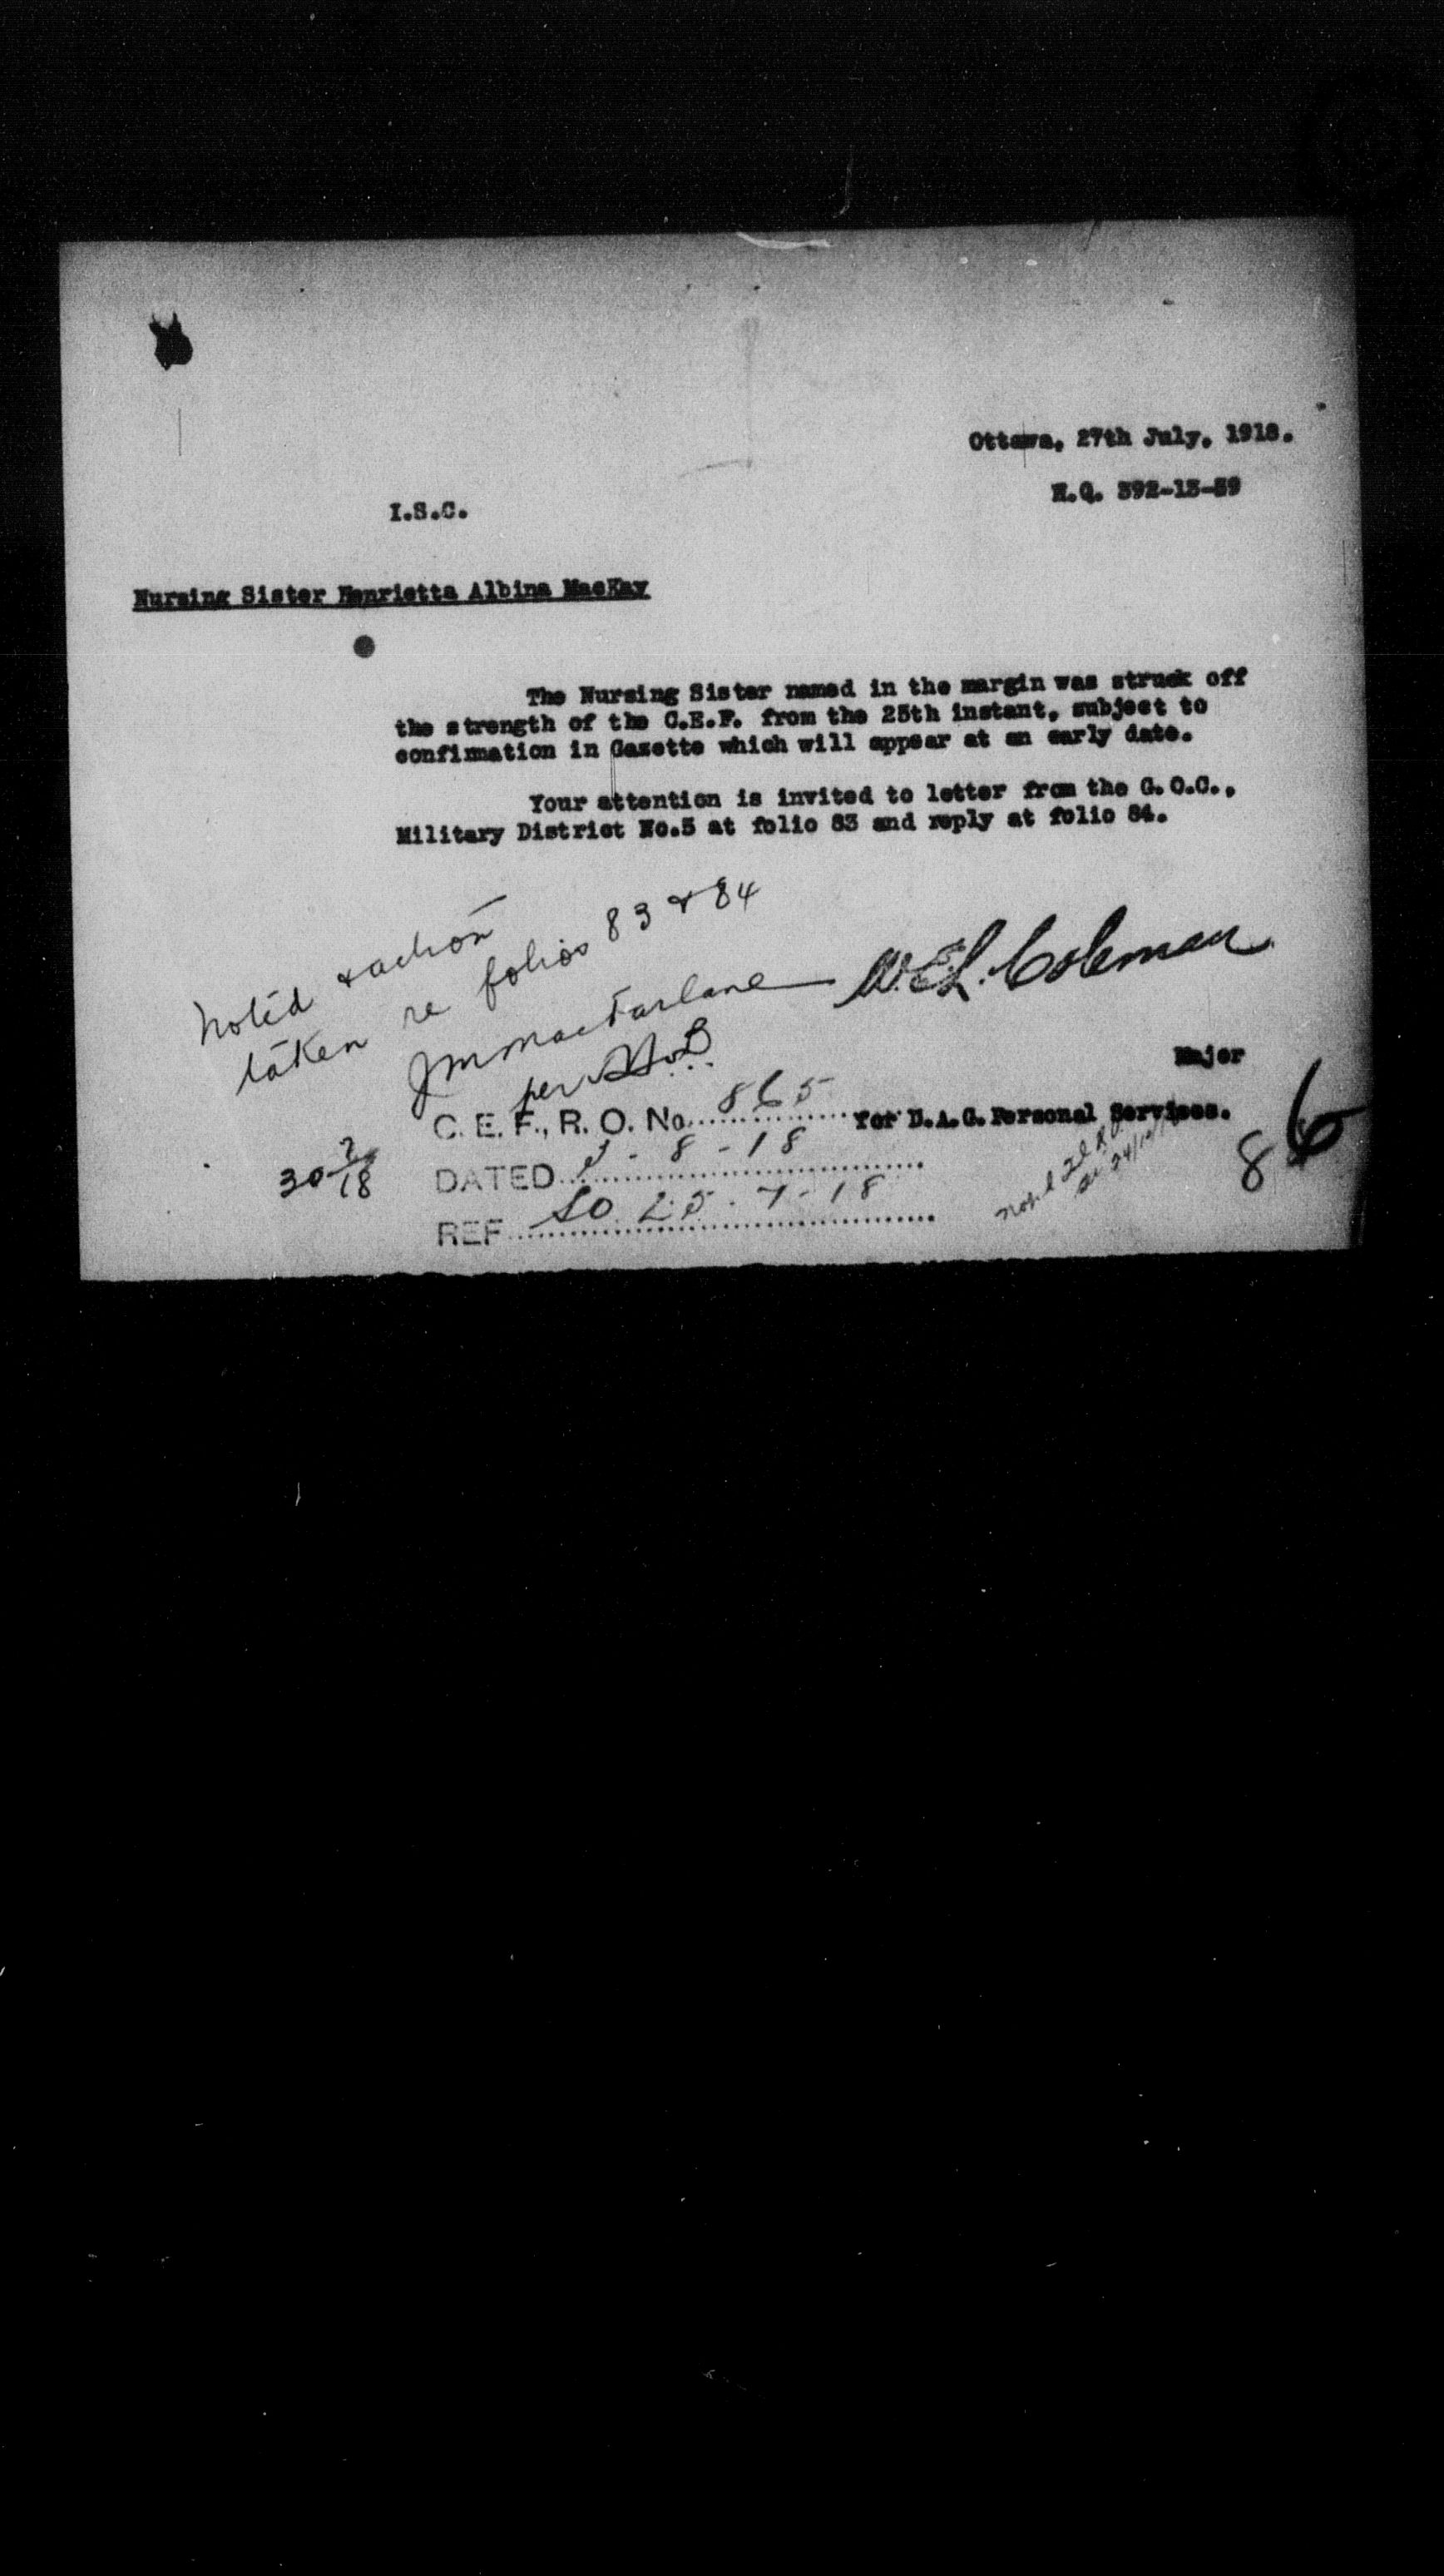 Ottawa, 27th July, 1918.
H.Q. 392-13-59
I.S.C.
Nursing Sister Henrietta Albina MacKay
The Nursing Sister named in the margin was struck off
the strength of the C.E.F. from the 25th instant, subject to
confirmation in Gazette which will appear at an early date.
Your attention is invited to letter from the G.O.C.,
Military District No.5 at folio 83 and reply at folio 84.
Noted & action
taken re folios 83 & 84
J M MacFarlane
per
W.E.L. Coleman
Major
for D.A.G. Personal Services.
C. E. F., R. O. No. 865
DATED - 8 - 18
REF SO 25 - 7 - 18
30 7/18
86